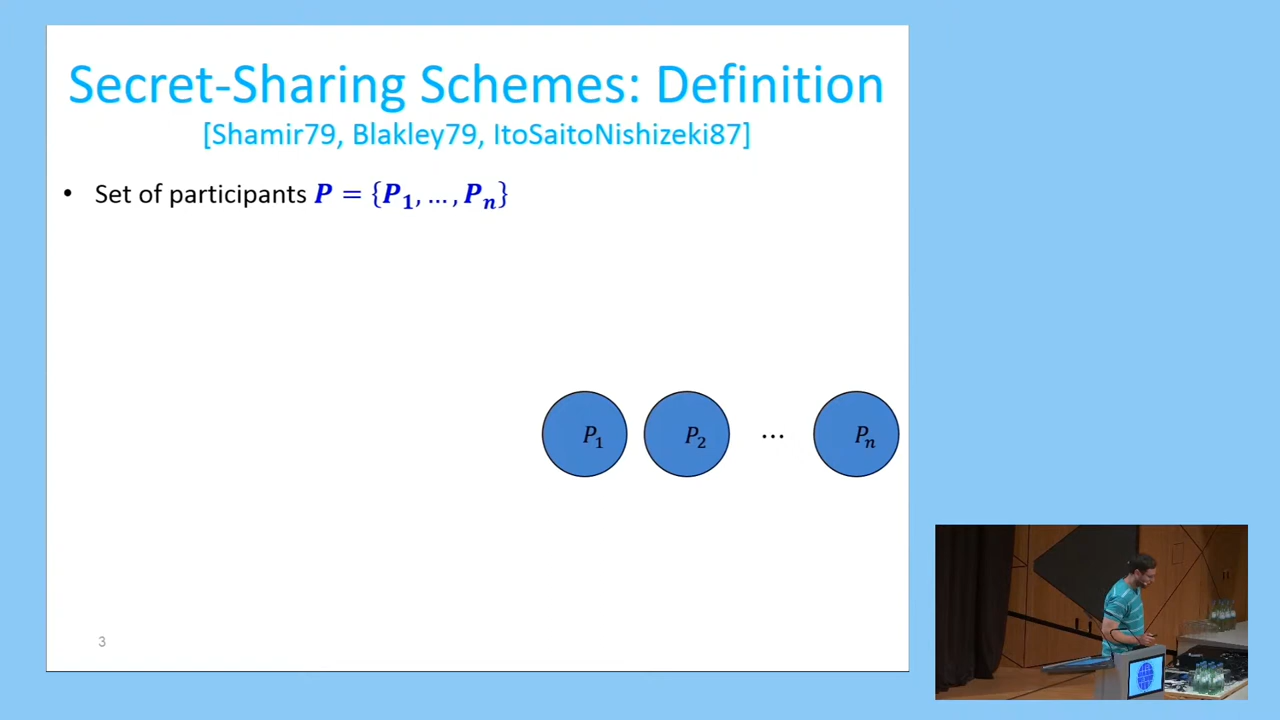 Secret-Sharing Schemes: Definition
[Shamir79, Blakley79, ItoSaitoNishizeki87]
• Set of participants P = {P₁, … , Pₙ}
P₁ P₂ … Pₙ
3